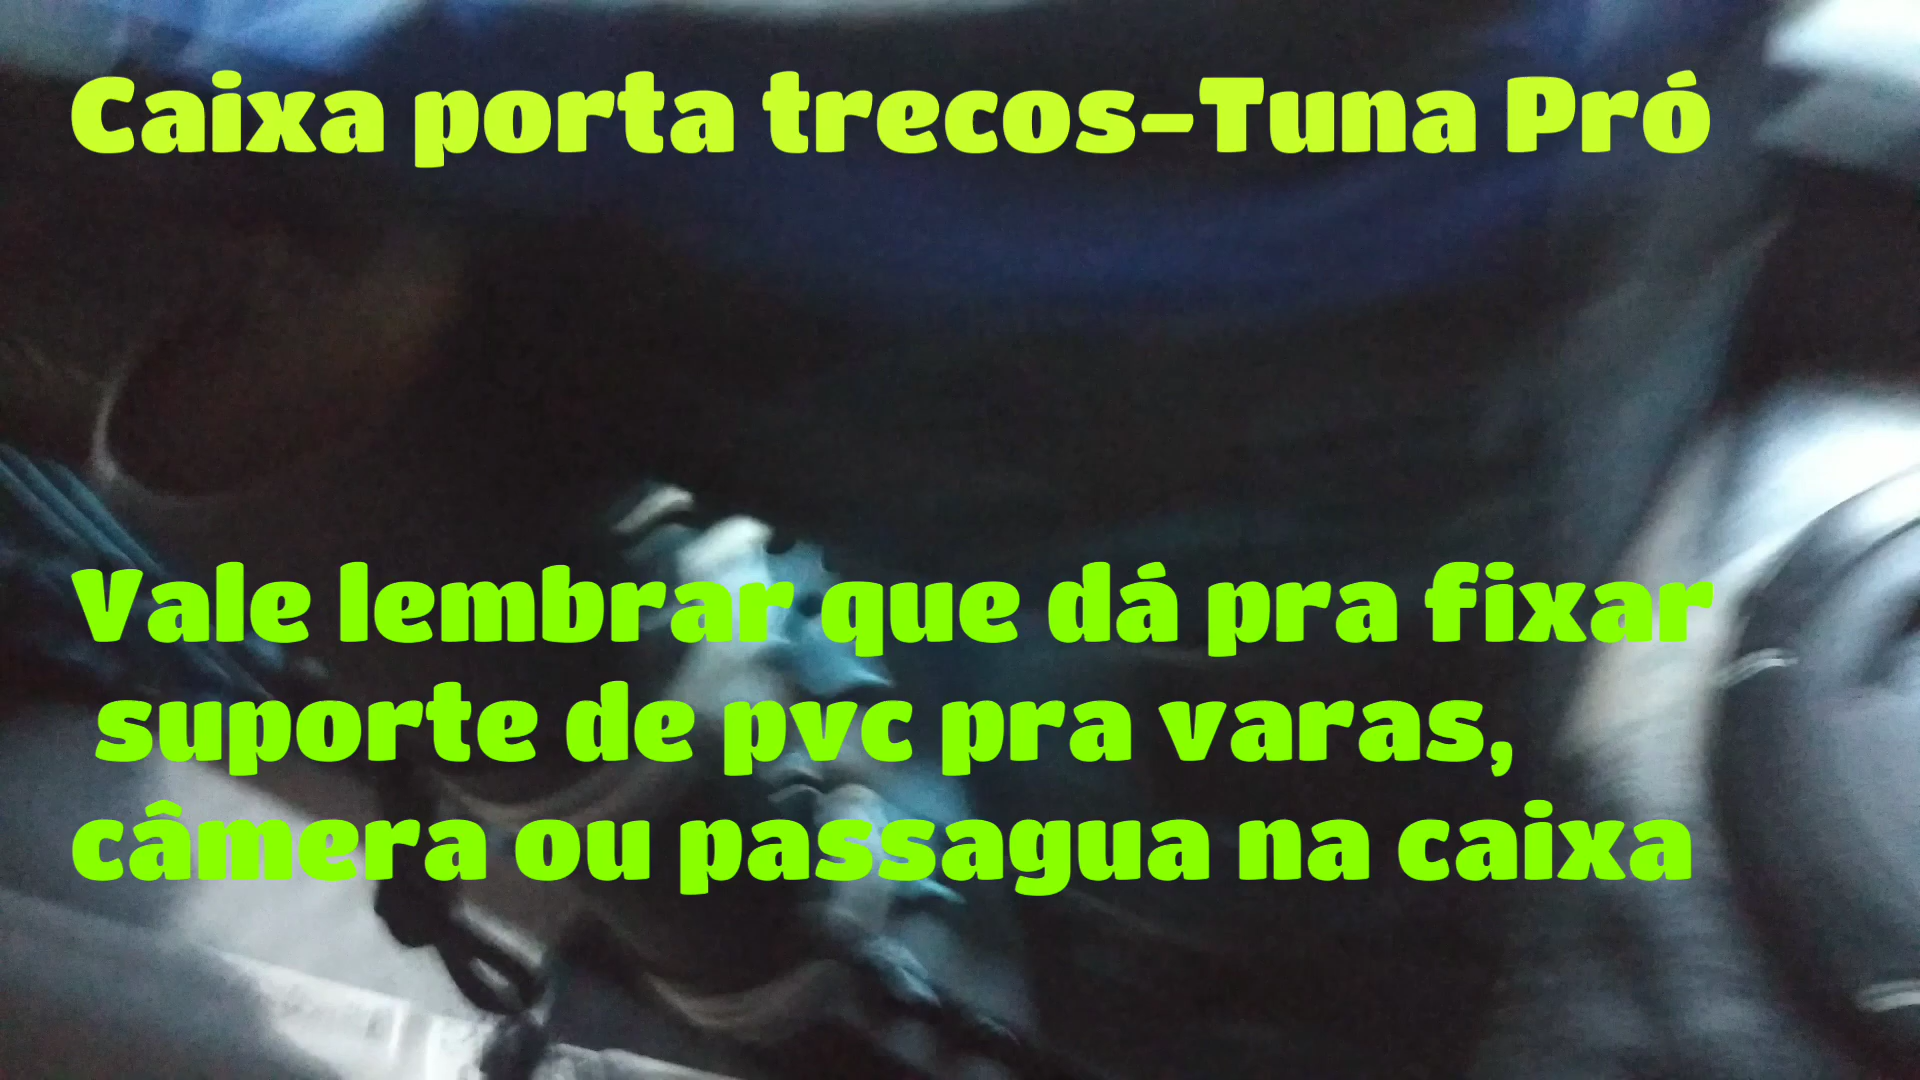 Caixa porta trecos-Tuna Pró
Vale lembrar que dá pra fixar
suporte de pvc pra varas,
câmera ou passagua na caixa